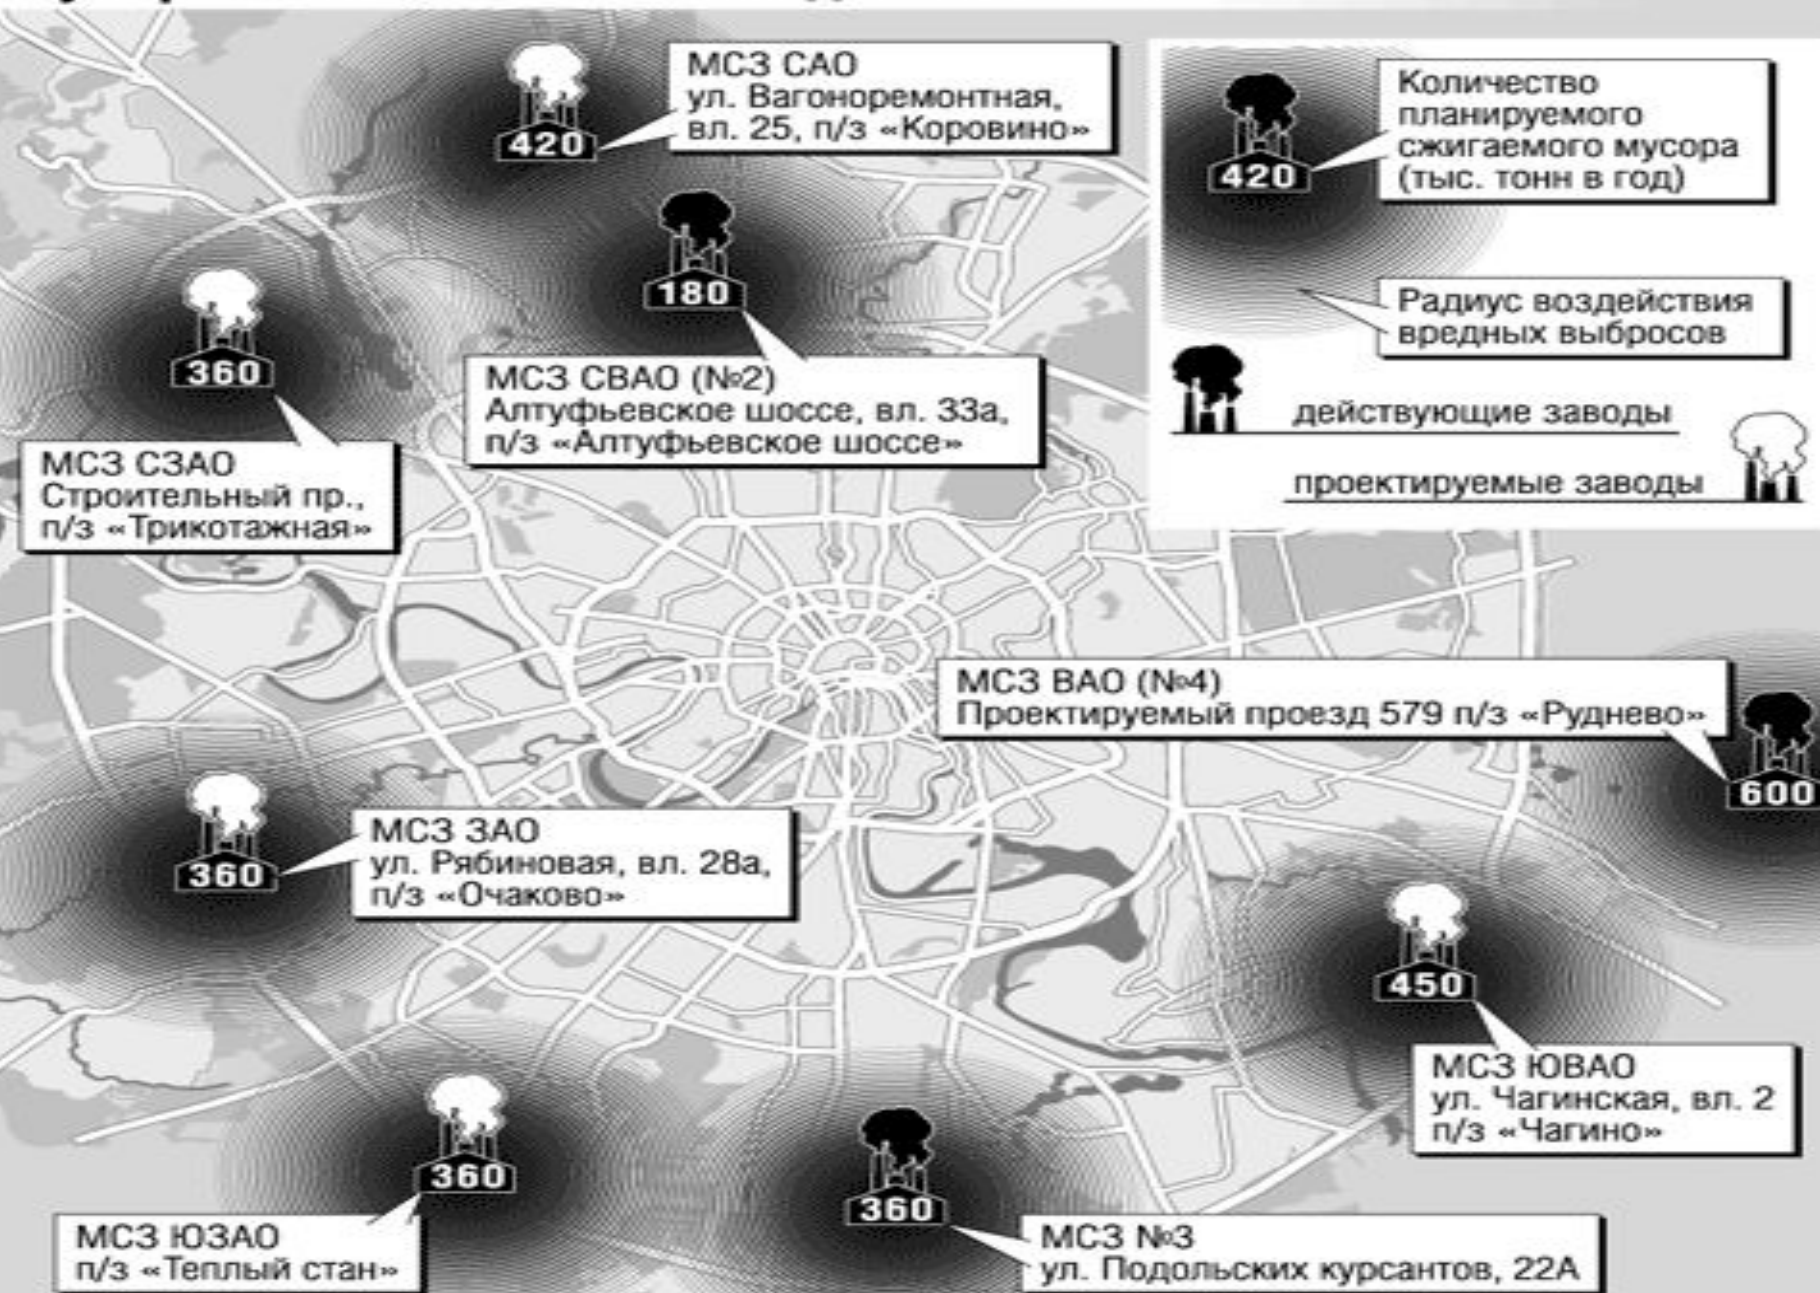 МСЗ САО
ул. Вагоноремонтная,
вл. 25, п/з «Коровино»
420
Количество
планируемого
сжигаемого мусора
(тыс. тонн в год)
420
180
Радиус воздействия
вредных выбросов
360
МСЗ СВАО (№2)
Алтуфьевское шоссе, вл. 33а,
п/з «Алтуфьевское шоссе»
действующие заводы
проектируемые заводы
МСЗ СЗАО
Строительный пр.,
п/з «Трикотажная»
МСЗ ВАО (№4)
Проектируемый проезд 579 п/з «Руднево»
600
МСЗ ЗАО
ул. Рябиновая, вл. 28а,
п/з «Очаково»
360
450
МСЗ ЮВАО
ул. Чагинская, вл. 2
п/з «Чагино»
360
360
МСЗ ЮЗАО
п/з «Теплый стан»
МСЗ №3
ул. Подольских курсантов, 22А